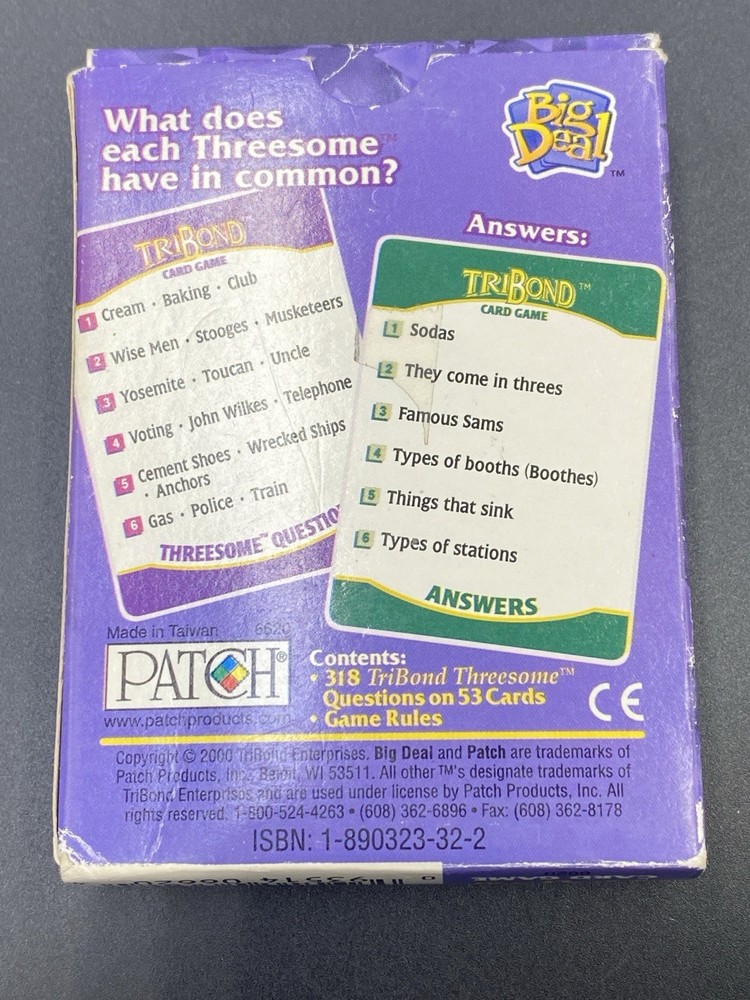 What does
each Threesome™
have in common?
Big
Deal
™
TRIBOND
CARD GAME
1 Cream • Baking • Club
2 Wise Men • Stooges • Musketeers
3 Yosemite • Toucan • Uncle
4 Voting • John Wilkes • Telephone
5 Cement Shoes • Wrecked Ships
• Anchors
6 Gas • Police • Train
THREESOME™ QUESTIO
Answers:
TRIBOND™
CARD GAME
1 Sodas
2 They come in threes
3 Famous Sams
4 Types of booths (Boothes)
5 Things that sink
6 Types of stations
ANSWERS
Made in Taiwan 6620
PATCH®
www.patchproducts.com
Contents:
• 318 TriBond Threesome™
Questions on 53 Cards
• Game Rules
CE
Copyright © 2000 TriBond Enterprises. Big Deal and Patch are trademarks of
Patch Products, Inc., Beloit, WI 53511. All other ™'s designate trademarks of
TriBond Enterprises and are used under license by Patch Products, Inc. All
rights reserved. 1-800-524-4263 • (608) 362-6896 • Fax: (608) 362-8178
ISBN: 1-890323-32-2
CARD GAME